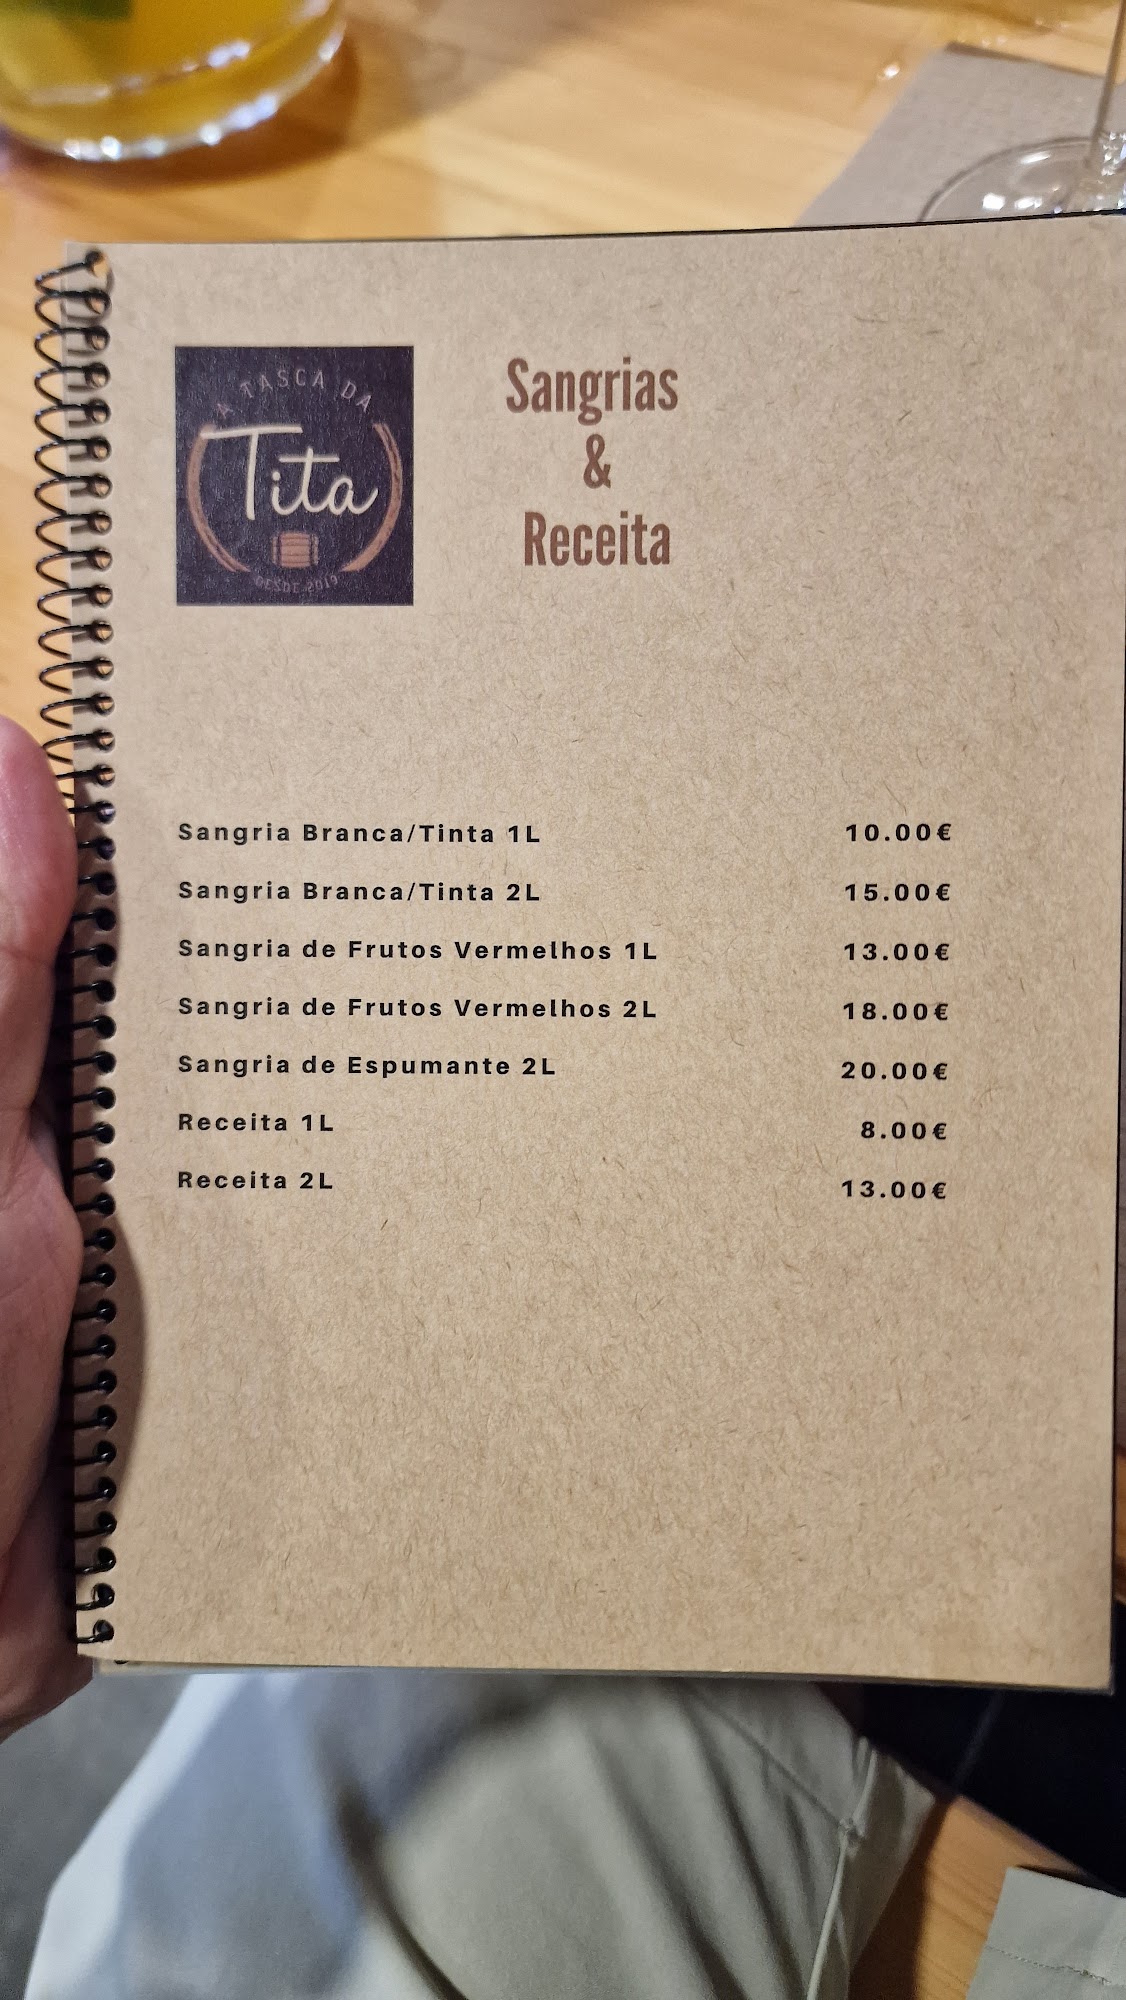 A TASCA DA
Tita
DESDE 2019
Sangrias
&
Receita
Sangria Branca/Tinta 1L 10.00€
Sangria Branca/Tinta 2L 15.00€
Sangria de Frutos Vermelhos 1L 13.00€
Sangria de Frutos Vermelhos 2L 18.00€
Sangria de Espumante 2L 20.00€
Receita 1L 8.00€
Receita 2L 13.00€